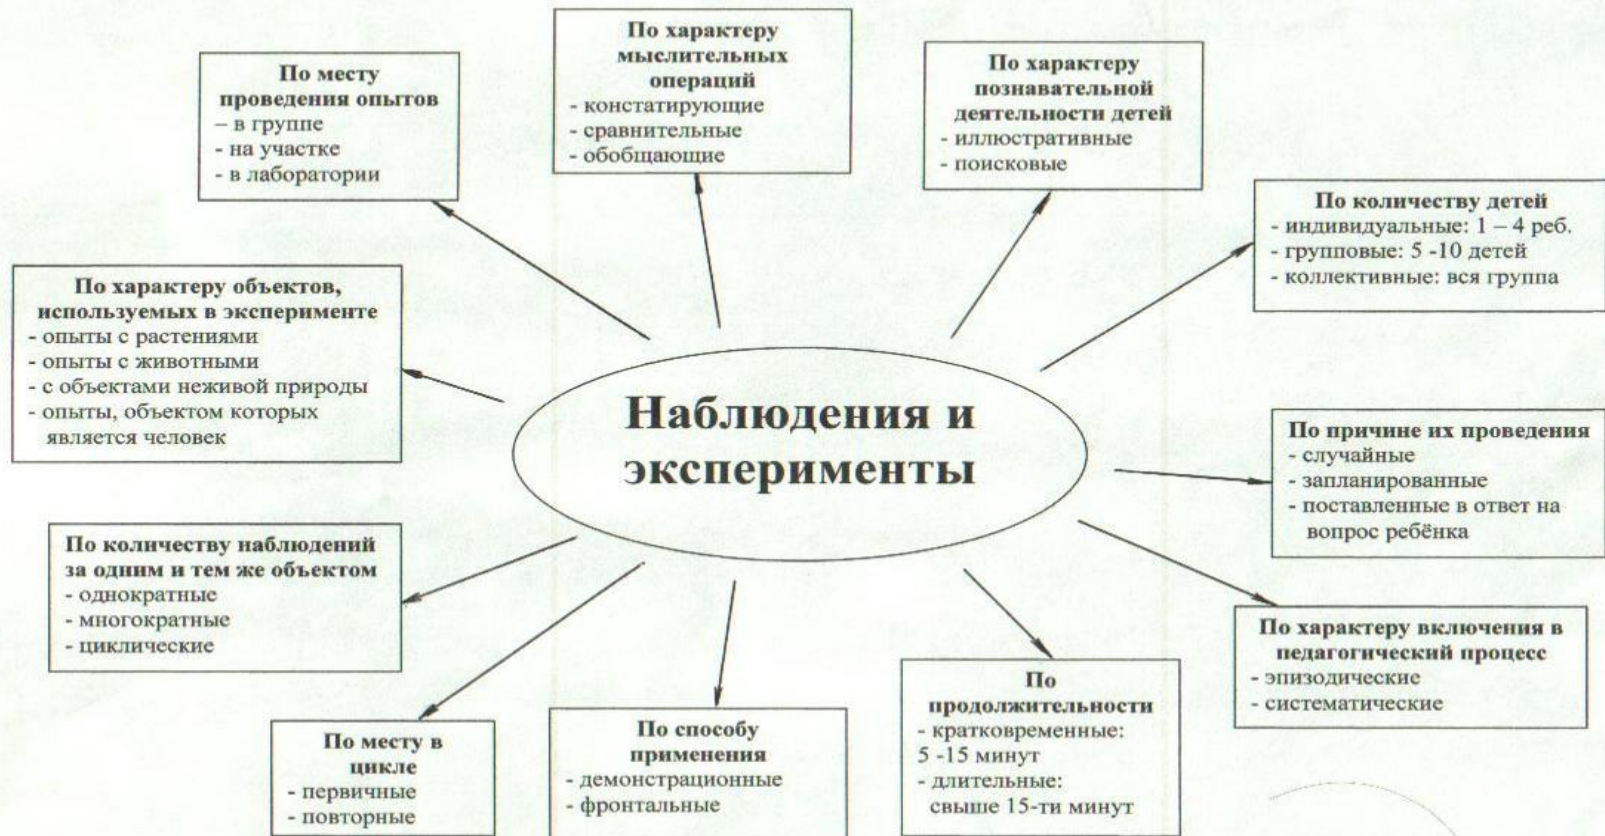 По характеру
мыслительных
операций
- констатирующие
- сравнительные
- обобщающие
По месту
проведения опытов
– в группе
- на участке
- в лаборатории
По характеру
познавательной
деятельности детей
- иллюстративные
- поисковые
По количеству детей
- индивидуальные: 1 – 4 реб.
- групповые: 5 -10 детей
- коллективные: вся группа
По характеру объектов,
используемых в эксперименте
- опыты с растениями
- опыты с животными
- с объектами неживой природы
- опыты, объектом которых
является человек
Наблюдения и
эксперименты
По причине их проведения
- случайные
- запланированные
- поставленные в ответ на
вопрос ребёнка
По количеству наблюдений
за одним и тем же объектом
- однократные
- многократные
- циклические
По характеру включения в
педагогический процесс
- эпизодические
- систематические
По месту в
цикле
- первичные
- повторные
По способу
применения
- демонстрационные
- фронтальные
По
продолжительности
- кратковременные:
5 -15 минут
- длительные:
свыше 15-ти минут